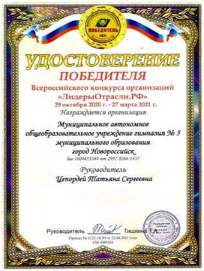 ПОБЕДИТЕЛЬ
УДОСТОВЕРЕНИЕ
ПОБЕДИТЕЛЯ
Всероссийского конкурса организаций
«ЛидерыОтрасли.РФ»
29 октября 2020 г. - 27 марта 2021 г.
Награждается организация
Муниципальное автономное
общеобразовательное учреждение гимназия № 5
муниципального образования
город Новороссийск
Руководитель
Цепордей Татьяна Сергеевна
Руководитель